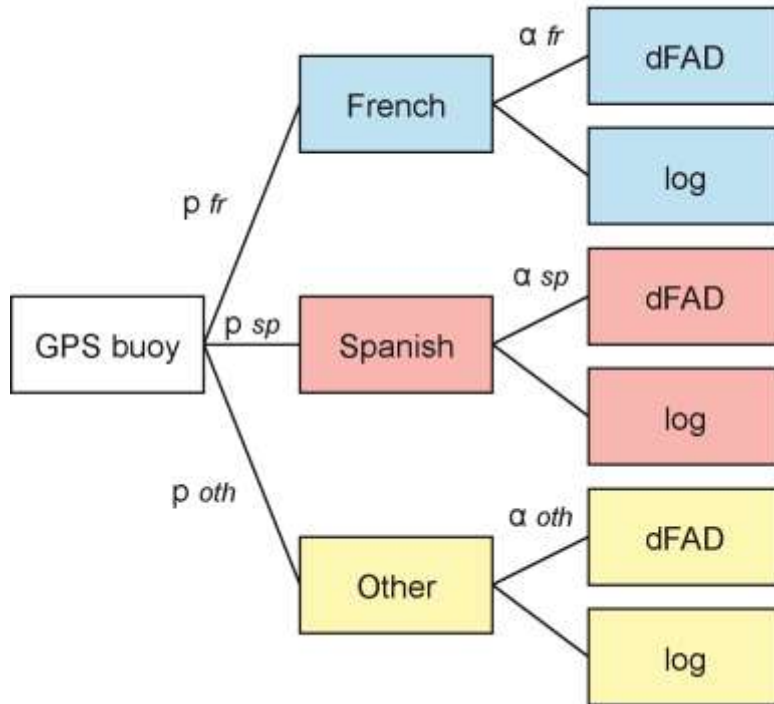 α fr
dFAD
French
log
p fr
α sp
dFAD
GPS buoy
p sp
Spanish
log
p oth
α oth
dFAD
Other
log